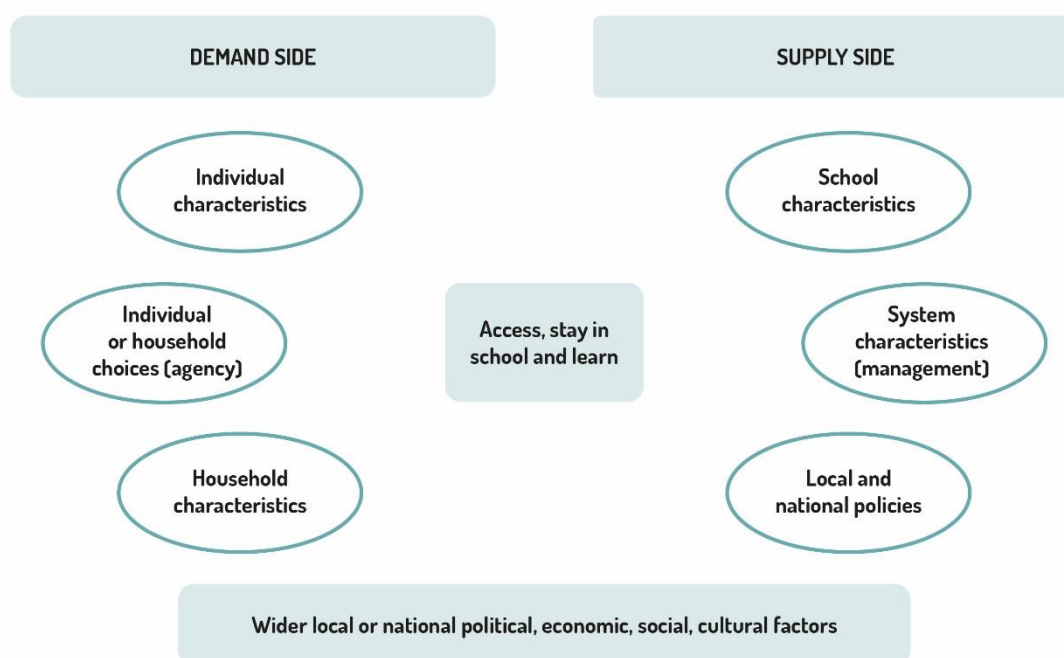 DEMAND SIDE
SUPPLY SIDE
Individual
characteristics
School
characteristics
Individual
or household
choices (agency)
Access, stay in
school and learn
System
characteristics
(management)
Household
characteristics
Local and
national policies
Wider local or national political, economic, social, cultural factors